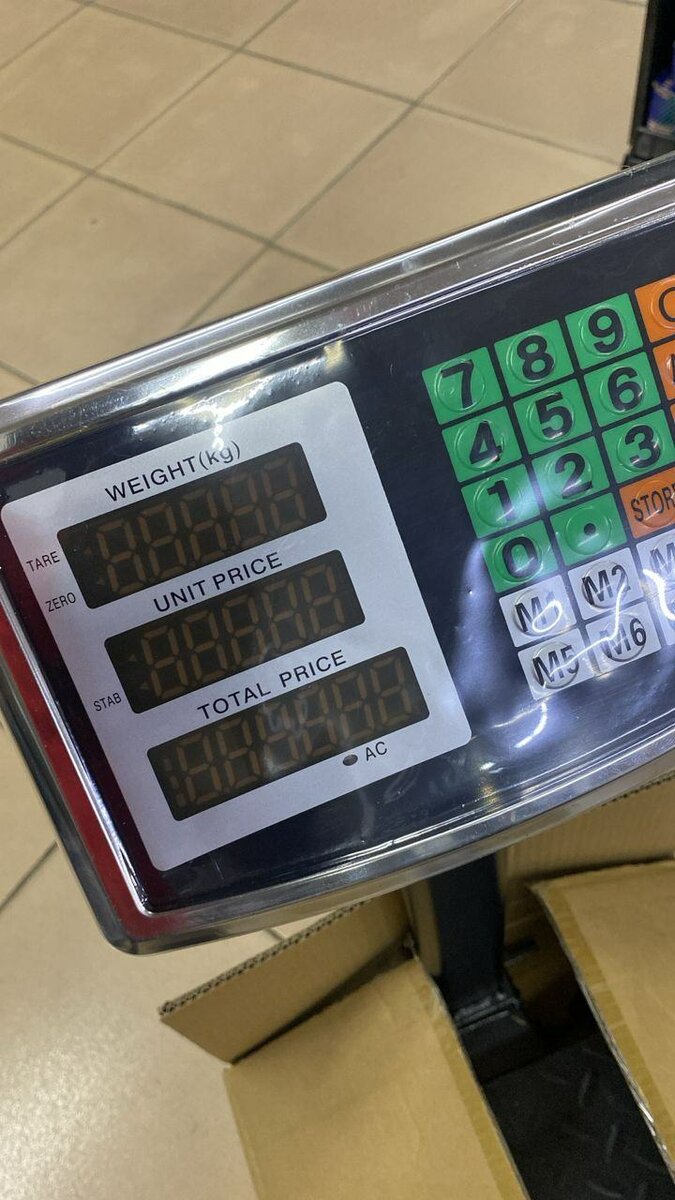 WEIGHT(kg)
TARE
ZERO
UNIT PRICE
STAB
TOTAL PRICE
AC
7 8 9
4 5 6
1 2 3
0 . STORE
M1 M2
M5 M6